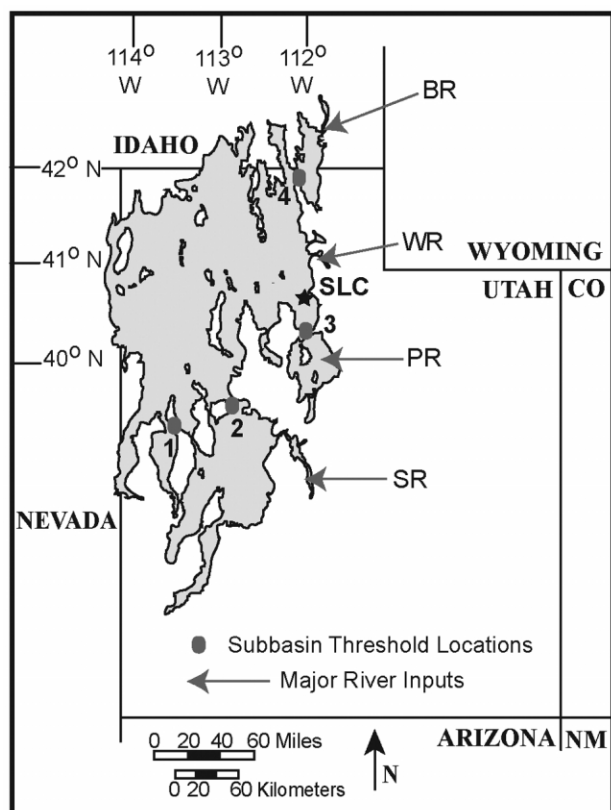 114° W
113° W
112° W
BR
IDAHO
42° N
4
WR
41° N
WYOMING
SLC
UTAH
CO
3
40° N
PR
2
1
SR
NEVADA
Subbasin Threshold Locations
Major River Inputs
0 20 40 60 Miles
ARIZONA
NM
0 20 60
Kilometers
N